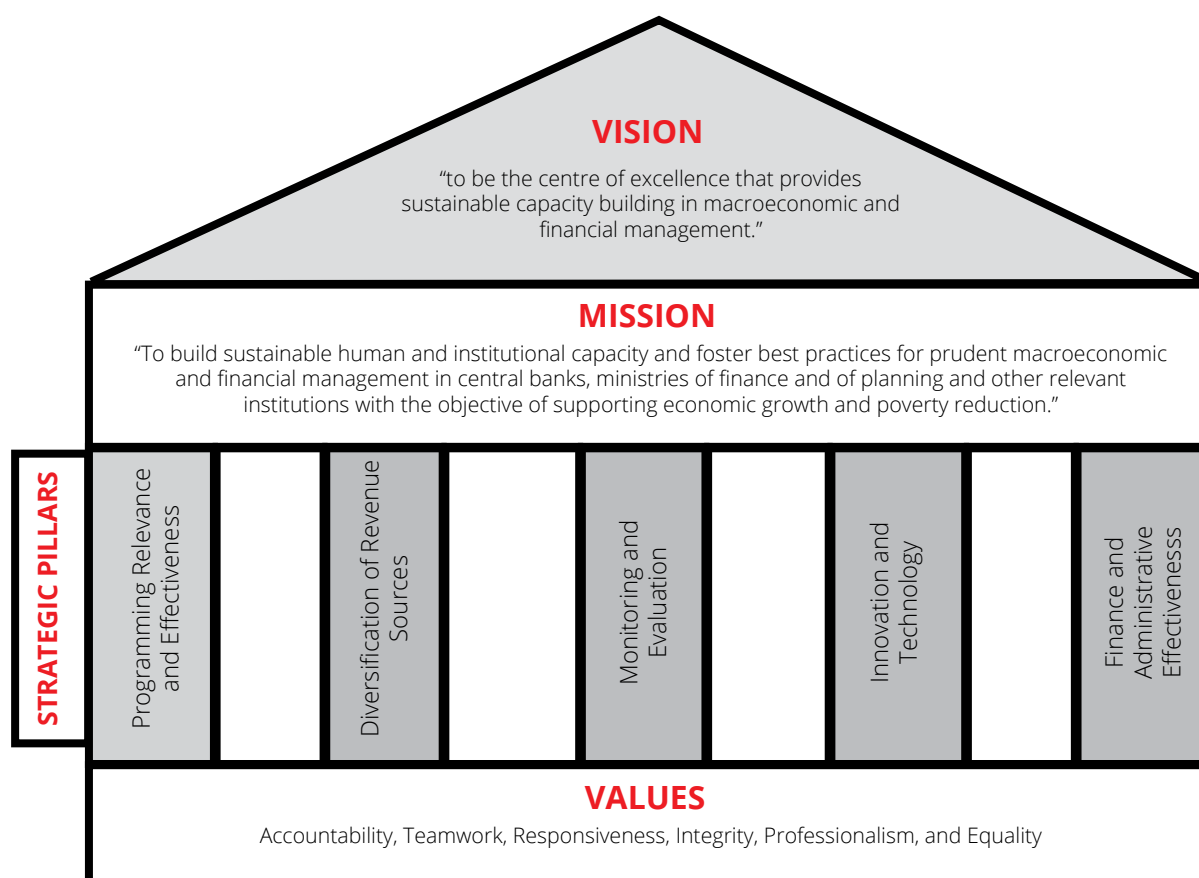 VISION
“to be the centre of excellence that provides
sustainable capacity building in macroeconomic and
financial management.”
MISSION
“To build sustainable human and institutional capacity and foster best practices for prudent macroeconomic
and financial management in central banks, ministries of finance and of planning and other relevant
institutions with the objective of supporting economic growth and poverty reduction.”
STRATEGIC PILLARS
Programming Relevance
and Effectiveness
Diversification of Revenue
Sources
Monitoring and
Evaluation
Innovation and
Technology
Finance and
Administrative
Effectivenesss
VALUES
Accountability, Teamwork, Responsiveness, Integrity, Professionalism, and Equality